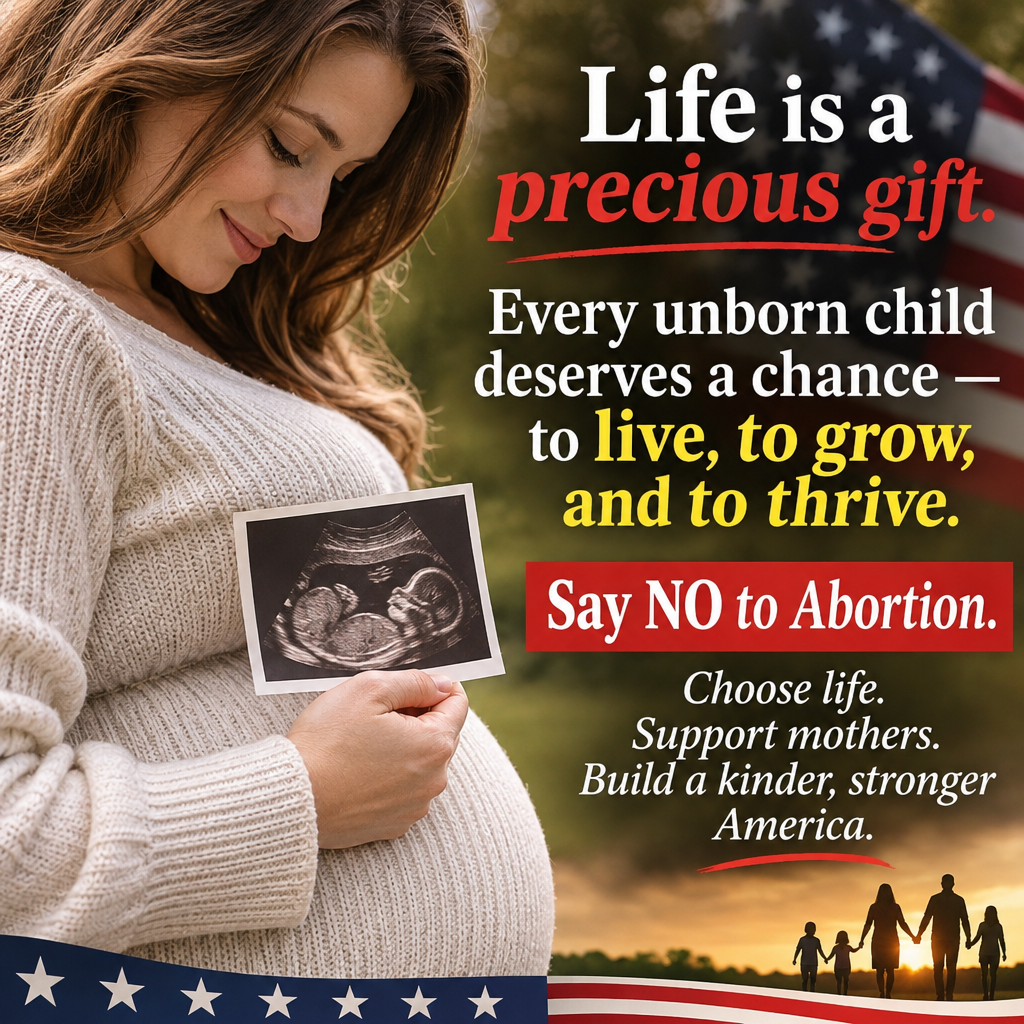 Life is a
precious gift.
Every unborn child
deserves a chance —
to live, to grow,
and to thrive.
Say NO to Abortion.
Choose life.
Support mothers.
Build a kinder, stronger
America.